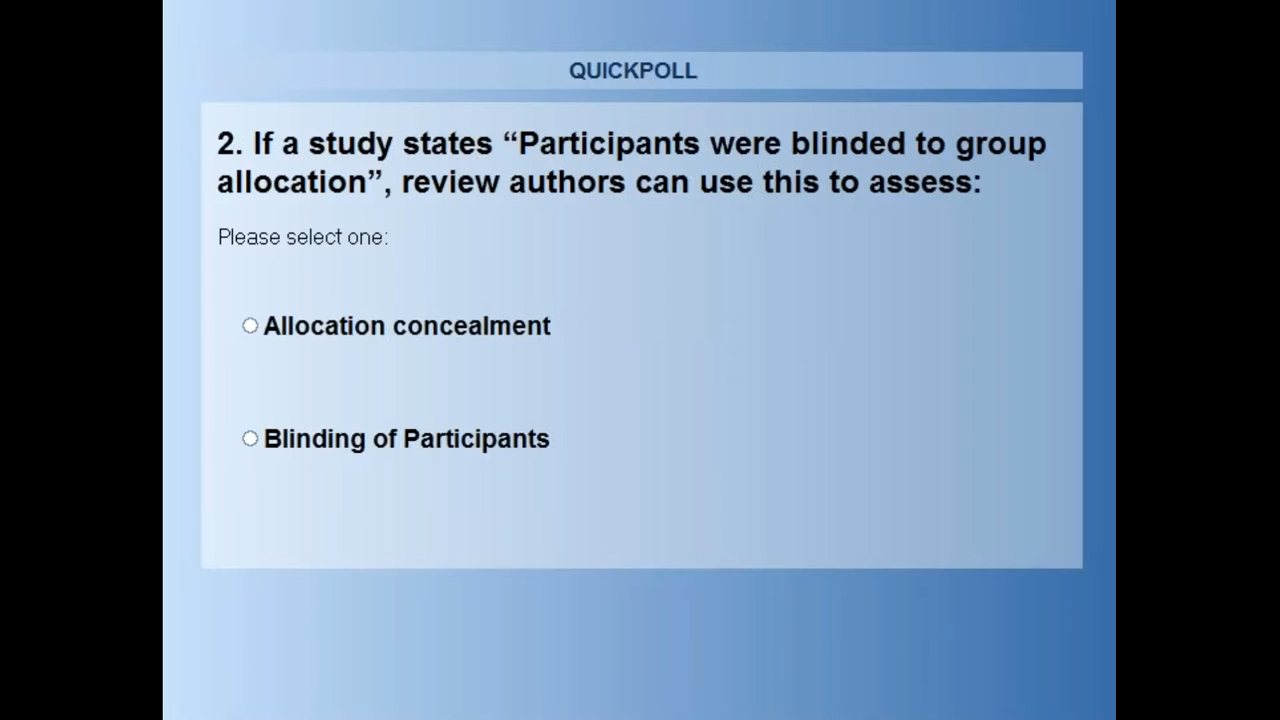 QUICKPOLL
2. If a study states “Participants were blinded to group
allocation”, review authors can use this to assess:
Please select one:
Allocation concealment
Blinding of Participants